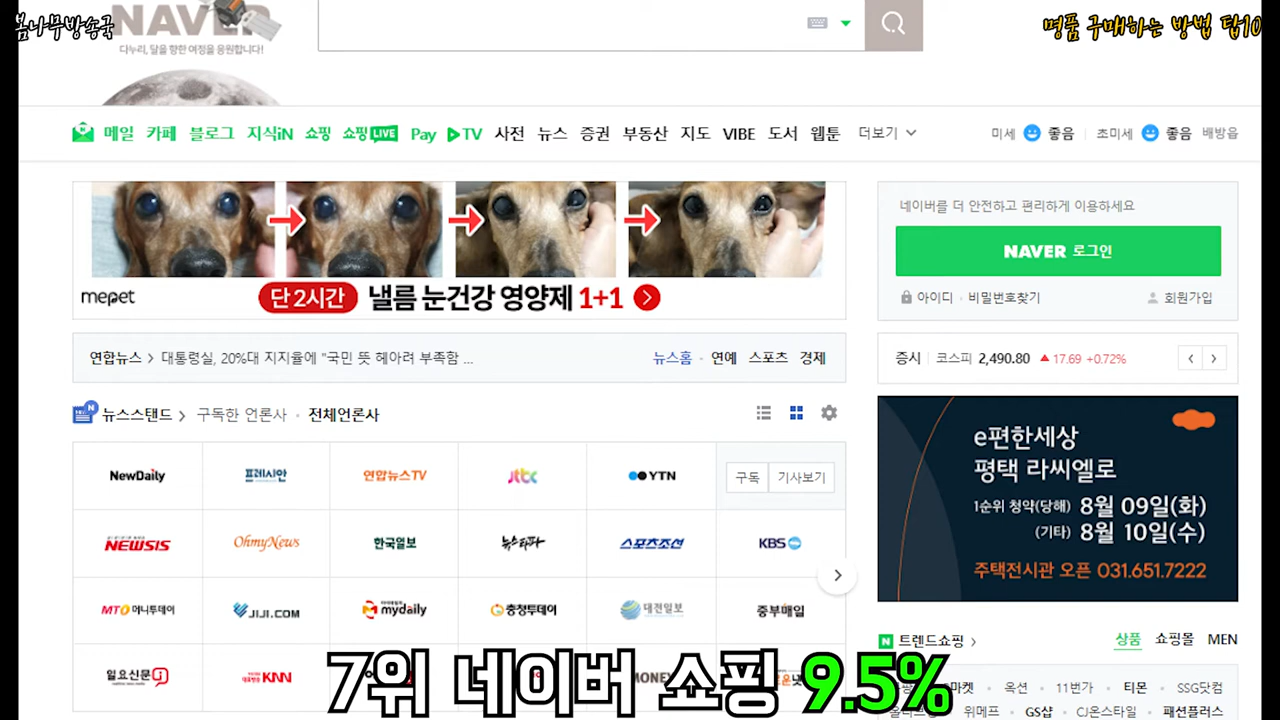 봄나무방송국
명품 구매하는 방법 탑10
NAVER
다누리, 달을 향한 여정을 응원합니다!
메일 카페 블로그 지식iN 쇼핑 쇼핑LIVE Pay TV 사전 뉴스 증권 부동산 지도 VIBE 도서 웹툰 더보기
미세 좋음 초미세 좋음 배방읍
네이버를 더 안전하고 편리하게 이용하세요
NAVER 로그인
아이디 · 비밀번호찾기 회원가입
mepet
단 2시간 낼름 눈건강 영양제 1+1
연합뉴스 > 대통령실, 20%대 지지율에 "국민 뜻 헤아려 부족함 ...
뉴스홈 · 연예 스포츠 경제
증시 코스피 2,490.80 ▲ 17.69 +0.72%
뉴스스탠드 > 구독한 언론사 · 전체언론사
NewDaily 프레시안 연합뉴스TV jtbc YTN 구독 기사보기
NEWSIS OhmyNews 한국일보 뉴스타파 스포츠조선 KBS
MTO 머니투데이 JIJI.COM mydaily 충청투데이 대전일보 중부매일
일요신문 KNN
e편한세상
평택 라씨엘로
1순위 청약(당해) 8월 09일(화)
(기타) 8월 10일(수)
주택전시관 오픈 031.651.7222
트렌드쇼핑 > 상품 쇼핑몰 MEN
옥션 · 11번가 · 티몬 · SSG닷컴
위메프 · GS샵 · CJ온스타일 · 패션플러스
7위 네이버 쇼핑 9.5%